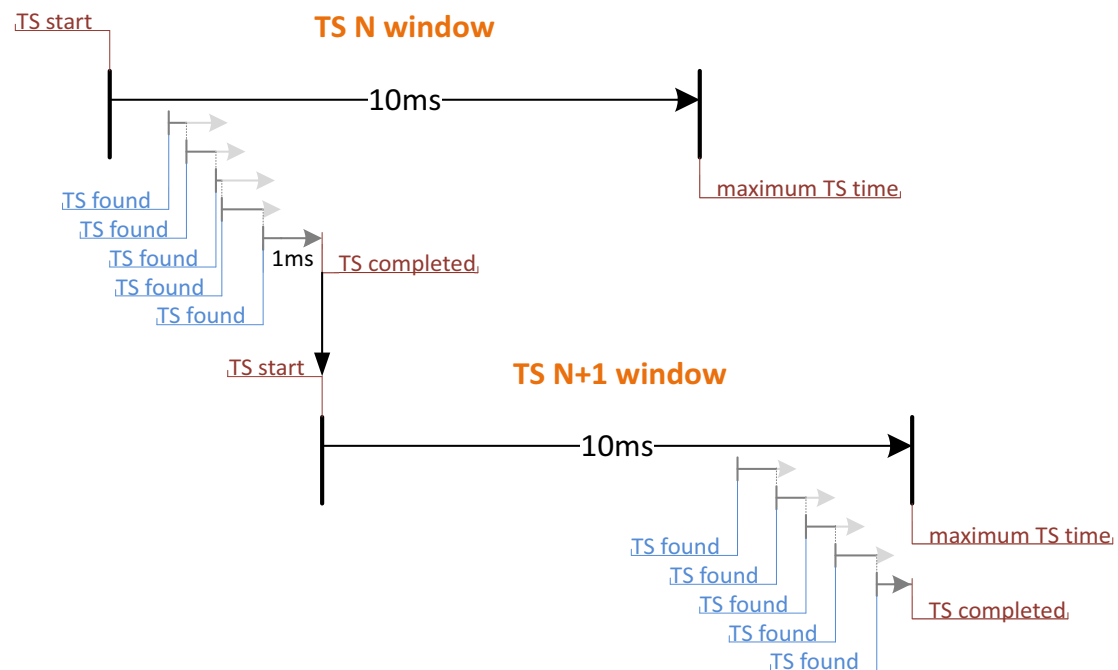 TS start
TS N window
10ms
TS found
maximum TS time
TS found
TS found
1ms
TS completed
TS found
TS found
TS start
TS N+1 window
10ms
maximum TS time
TS found
TS found
TS found
TS completed
TS found
TS found